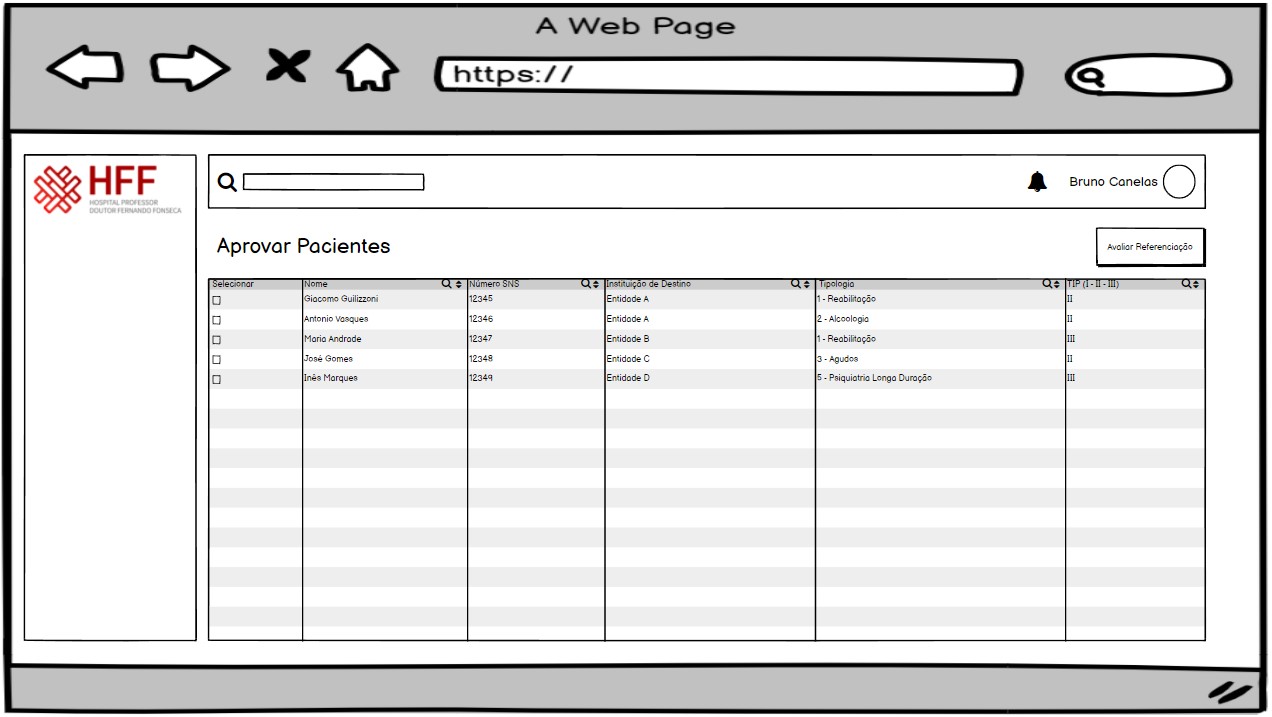 A Web Page
https://
HFF
HOSPITAL PROFESSOR
DOUTOR FERNANDO FONSECA
Bruno Canelas
Aprovar Pacientes
Avaliar Referenciação
Selecionar Nome Número SNS Instituição de Destino Tipologia TIP (I - II - III)
Giacomo Guilizzoni 12345 Entidade A 1 - Reabilitação II
Antonio Vasques 12346 Entidade A 2 - Alcoologia II
Maria Andrade 12347 Entidade B 1 - Reabilitação III
José Gomes 12348 Entidade C 3 - Agudos II
Inês Marques 12349 Entidade D 5 - Psiquiatria Longa Duração III